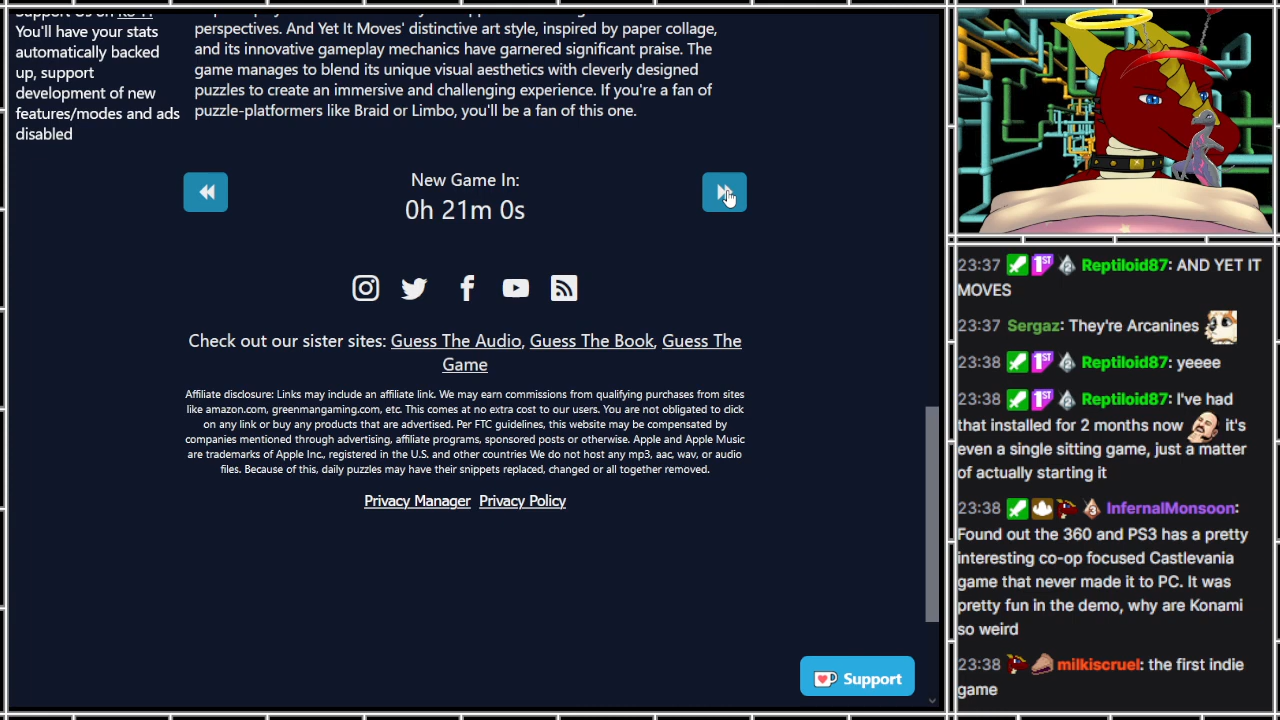 You'll have your stats
automatically backed
up, support
development of new
features/modes and ads
disabled
perspectives. And Yet It Moves' distinctive art style, inspired by paper collage,
and its innovative gameplay mechanics have garnered significant praise. The
game manages to blend its unique visual aesthetics with cleverly designed
puzzles to create an immersive and challenging experience. If you're a fan of
puzzle-platformers like Braid or Limbo, you'll be a fan of this one.
New Game In:
0h 21m 0s
Check out our sister sites: Guess The Audio, Guess The Book, Guess The
Game
Affiliate disclosure: Links may include an affiliate link. We may earn commissions from qualifying purchases from sites
like amazon.com, greenmangaming.com, etc. This comes at no extra cost to our users. You are not obligated to click
on any link or buy any products that are advertised. Per FTC guidelines, this website may be compensated by
companies mentioned through advertising, affiliate programs, sponsored posts or otherwise. Apple and Apple Music
are trademarks of Apple Inc., registered in the U.S. and other countries We do not host any mp3, aac, wav, or audio
files. Because of this, daily puzzles may have their snippets replaced, changed or all together removed.
Privacy Manager Privacy Policy
Support
23:37 1ST 2 Reptiloid87: AND YET IT
MOVES
23:37 Sergaz: They're Arcanines
23:38 1ST 2 Reptiloid87: yeeee
23:38 1ST 2 Reptiloid87: I've had
that installed for 2 months now it's
even a single sitting game, just a matter
of actually starting it
23:38 3 InfernalMonsoon:
Found out the 360 and PS3 has a pretty
interesting co-op focused Castlevania
game that never made it to PC. It was
pretty fun in the demo, why are Konami
so weird
23:38 milkiscruel: the first indie
game